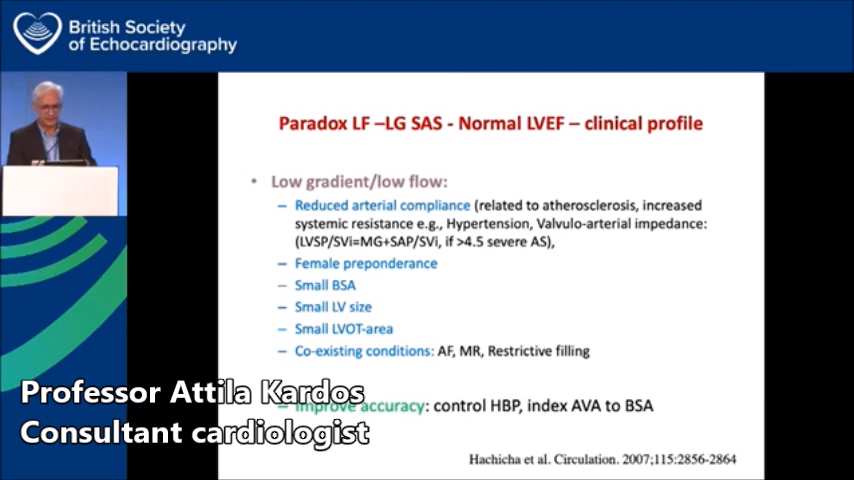 British Society
of Echocardiography
Paradox LF –LG SAS - Normal LVEF – clinical profile
• Low gradient/low flow:
– Reduced arterial compliance (related to atherosclerosis, increased
systemic resistance e.g., Hypertension, Valvulo-arterial impedance:
(LVSP/SVi=MG+SAP/SVi, if >4.5 severe AS),
– Female preponderance
– Small BSA
– Small LV size
– Small LVOT-area
– Co-existing conditions: AF, MR, Restrictive filling
– Improve accuracy: control HBP, index AVA to BSA
Professor Attila Kardos
Consultant cardiologist
Hachicha et al. Circulation. 2007;115:2856-2864